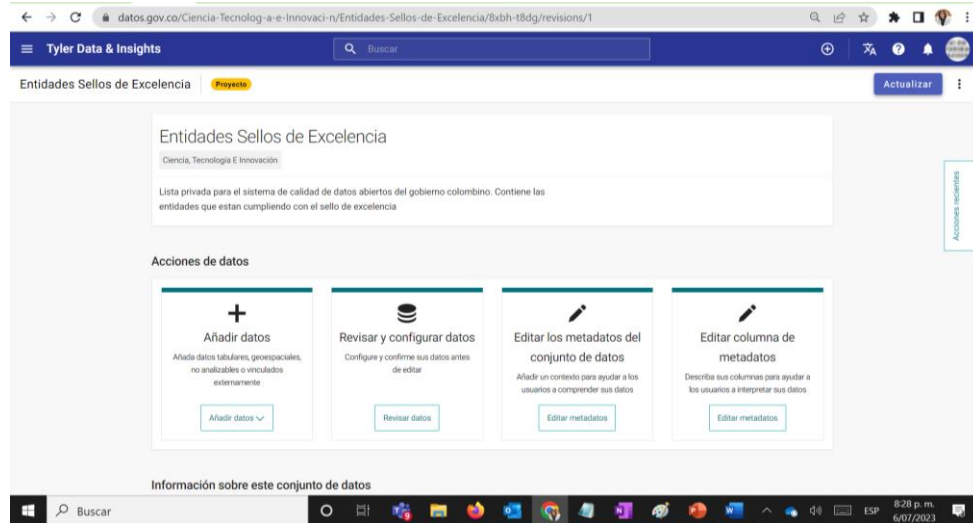 datos.gov.co/Ciencia-Tecnolog-a-e-Innovaci-n/Entidades-Sellos-de-Excelencia/8xbh-t8dg/revisions/1
Tyler Data & Insights
Buscar
Entidades Sellos de Excelencia
Proyecto
Actualizar
Entidades Sellos de Excelencia
Ciencia, Tecnología E Innovación
Lista privada para el sistema de calidad de datos abiertos del gobierno colombino. Contiene las
entidades que estan cumpliendo con el sello de excelencia
Acciones recientes
Acciones de datos
Añadir datos
Añada datos tabulares, geoespaciales,
no analizables o vinculados
externamente
Añadir datos
Revisar y configurar datos
Configure y confirme sus datos antes
de editar
Revisar datos
Editar los metadatos del
conjunto de datos
Añadir un contexto para ayudar a los
usuarios a comprender sus datos
Editar metadatos
Editar columna de
metadatos
Describa sus columnas para ayudar a
los usuarios a interpretar sus datos
Editar metadatos
Información sobre este conjunto de datos
Buscar
ESP
8:28 p. m.
6/07/2023